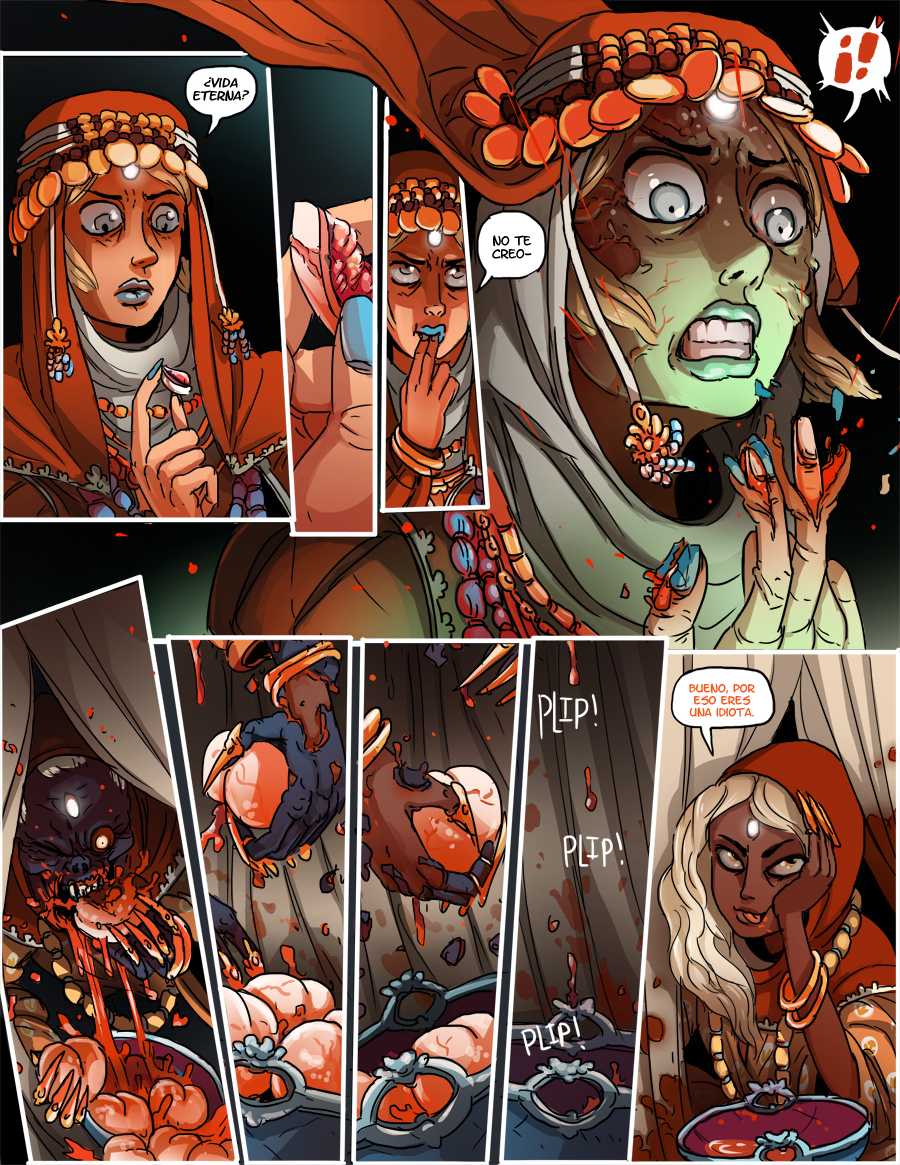 ¿VIDA
ETERNA?
NO TE
CREO-
¡!
PLIP!
PLIP!
PLIP!
BUENO, POR
ESO ERES
UNA IDIOTA.